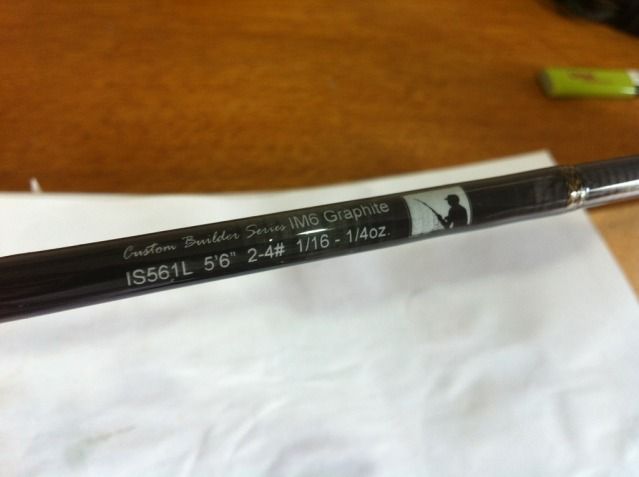 Custom Builder Series IM6 Graphite
IS561L 5'6" 2-4# 1/16 - 1/4oz.